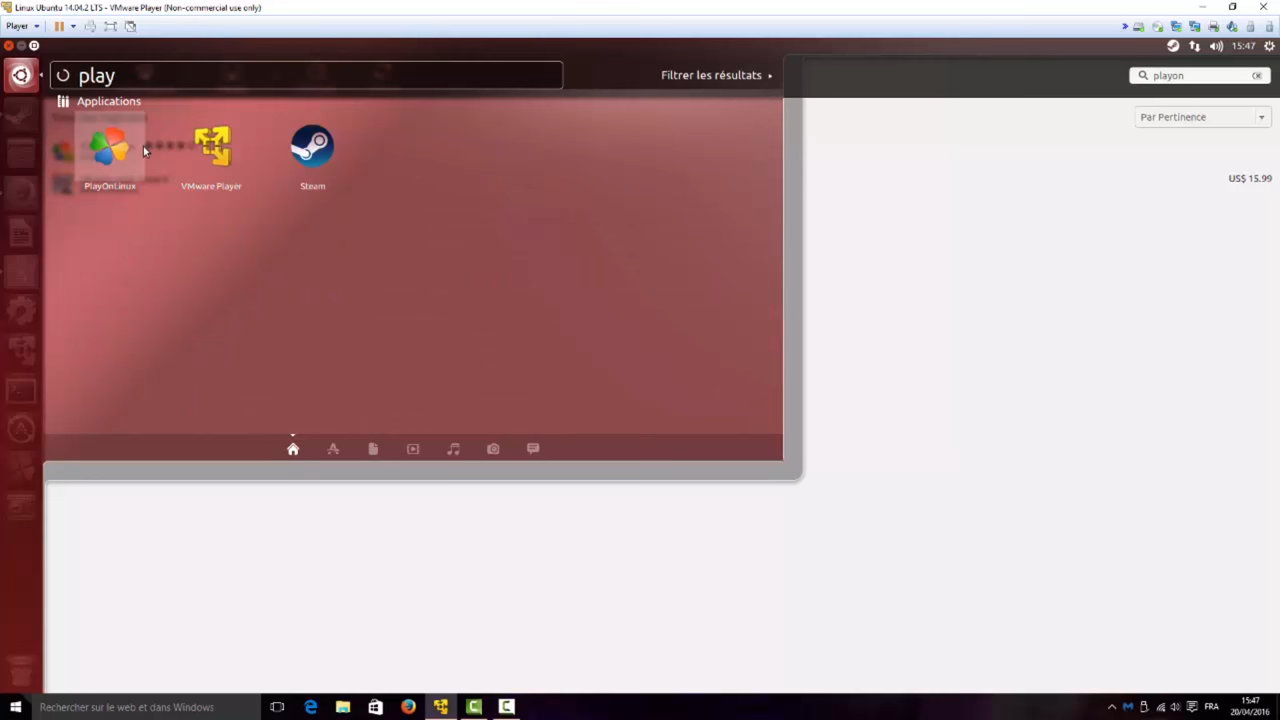 Linux Ubuntu 14.04.2 LTS - VMware Player (Non-commercial use only)
Player
15:47
play
Filtrer les résultats
playon
Applications
Par Pertinence
PlayOnLinux
VMware Player
Steam
US$ 15.99
Rechercher sur le web et dans Windows
FRA
15:47
20/04/2016